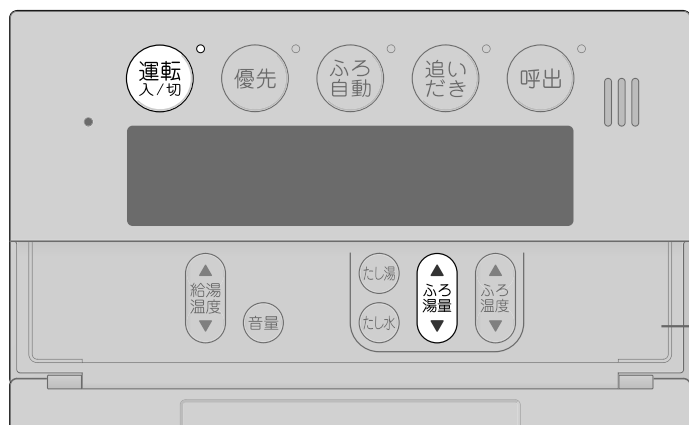 運転
入/切
優先
ふろ
自動
追い
だき
呼出
▲
給湯
温度
▼
音量
たし湯
たし水
▲
ふろ
湯量
▼
▲
ふろ
温度
▼